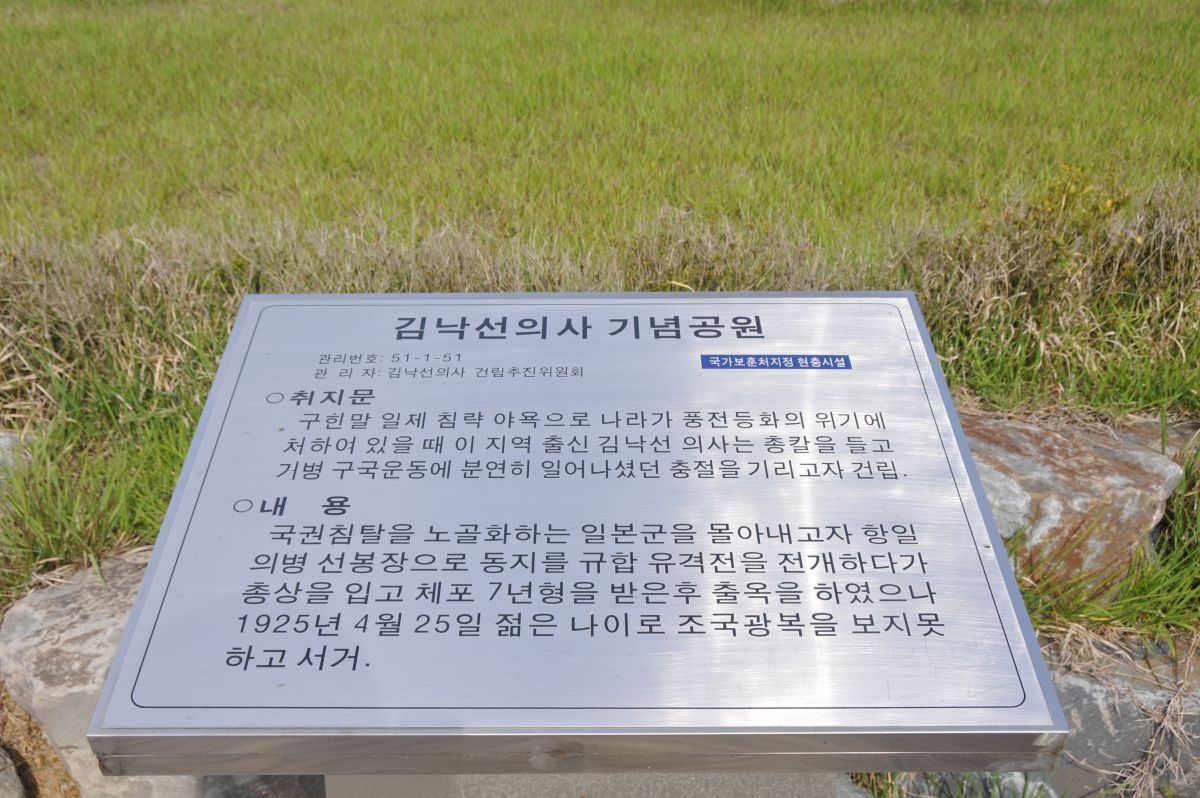 김낙선의사 기념공원
관리번호: 51-1-51
국가보훈처지정 현충시설
관 리 자: 김낙선의사 건립추진위원회
○취지문
구힌말 일제 침략 야욕으로 나라가 풍전등화의 위기에
처하여 있을 때 이 지역 출신 김낙선 의사는 총칼을 들고
거병 구국운동에 분연히 일어나셨던 충절을 기리고자 건립.
○내 용
국권침탈을 노골화하는 일본군을 몰아내고자 항일
의병 선봉장으로 동지를 규합 유격전을 전개하다가
총상을 입고 체포 7년형을 받은후 출옥을 하였으나
1925년 4월 25일 젊은 나이로 조국광복을 보지못
하고 서거.